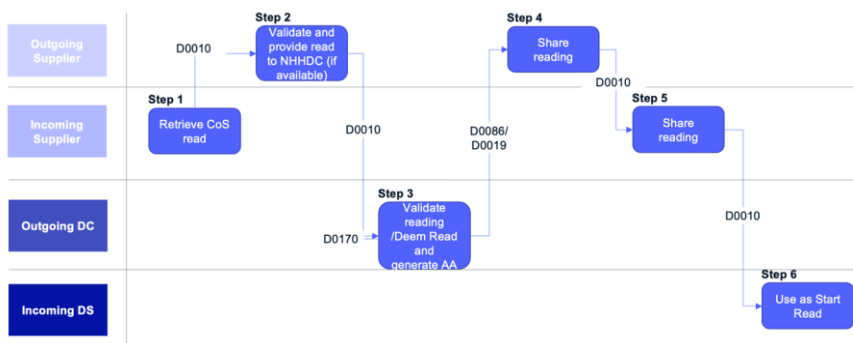 Outgoing
Supplier
D0010
Step 2
Validate and
provide read
to NHHDC (if
available)
Step 4
Share
reading
D0010
Incoming
Supplier
Step 1
Retrieve CoS
read
D0010
D0086/
D0019
Step 5
Share
reading
Outgoing DC
D0170
Step 3
Validate
reading
/Deem Read
and
generate AA
D0010
Incoming DS
Step 6
Use as Start
Read